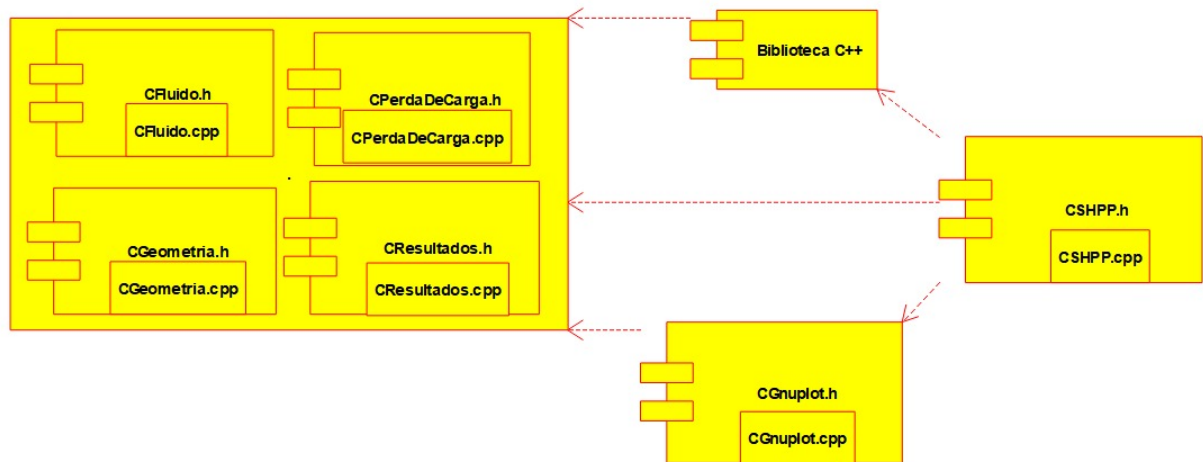 CFluido.h
CFluido.cpp
CPerdaDeCarga.h
CPerdaDeCarga.cpp
CGeometria.h
CGeometria.cpp
CResultados.h
CResultados.cpp
Biblioteca C++
CSHPP.h
CSHPP.cpp
CGnuplot.h
CGnuplot.cpp